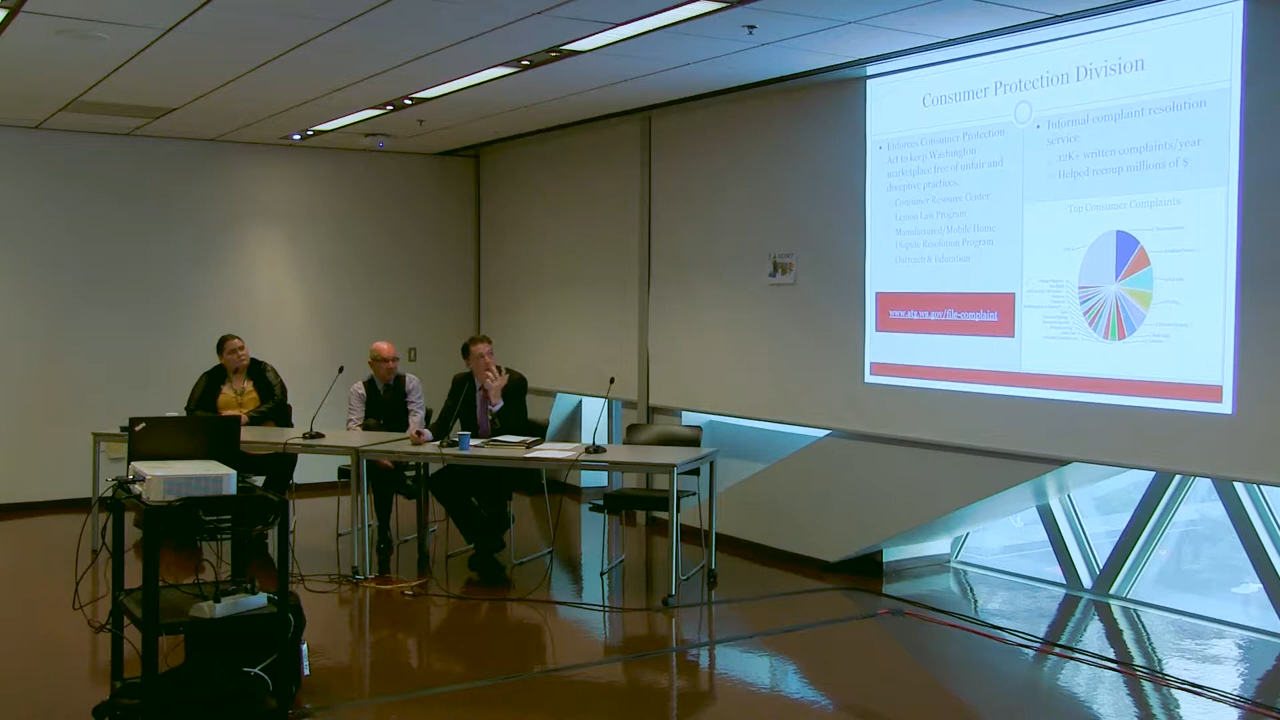 Consumer Protection Division
• Enforces Consumer Protection
Act to keep Washington
marketplace free of unfair and
deceptive practices.
Consumer Resource Center
Lemon Law Program
Manufactured/Mobile Home
Dispute Resolution Program
Outreach & Education
www.atg.wa.gov/file-complaint
• Informal complaint resolution
service
12K+ written complaints/year
Helped recoup millions of $
Top Consumer Complaints